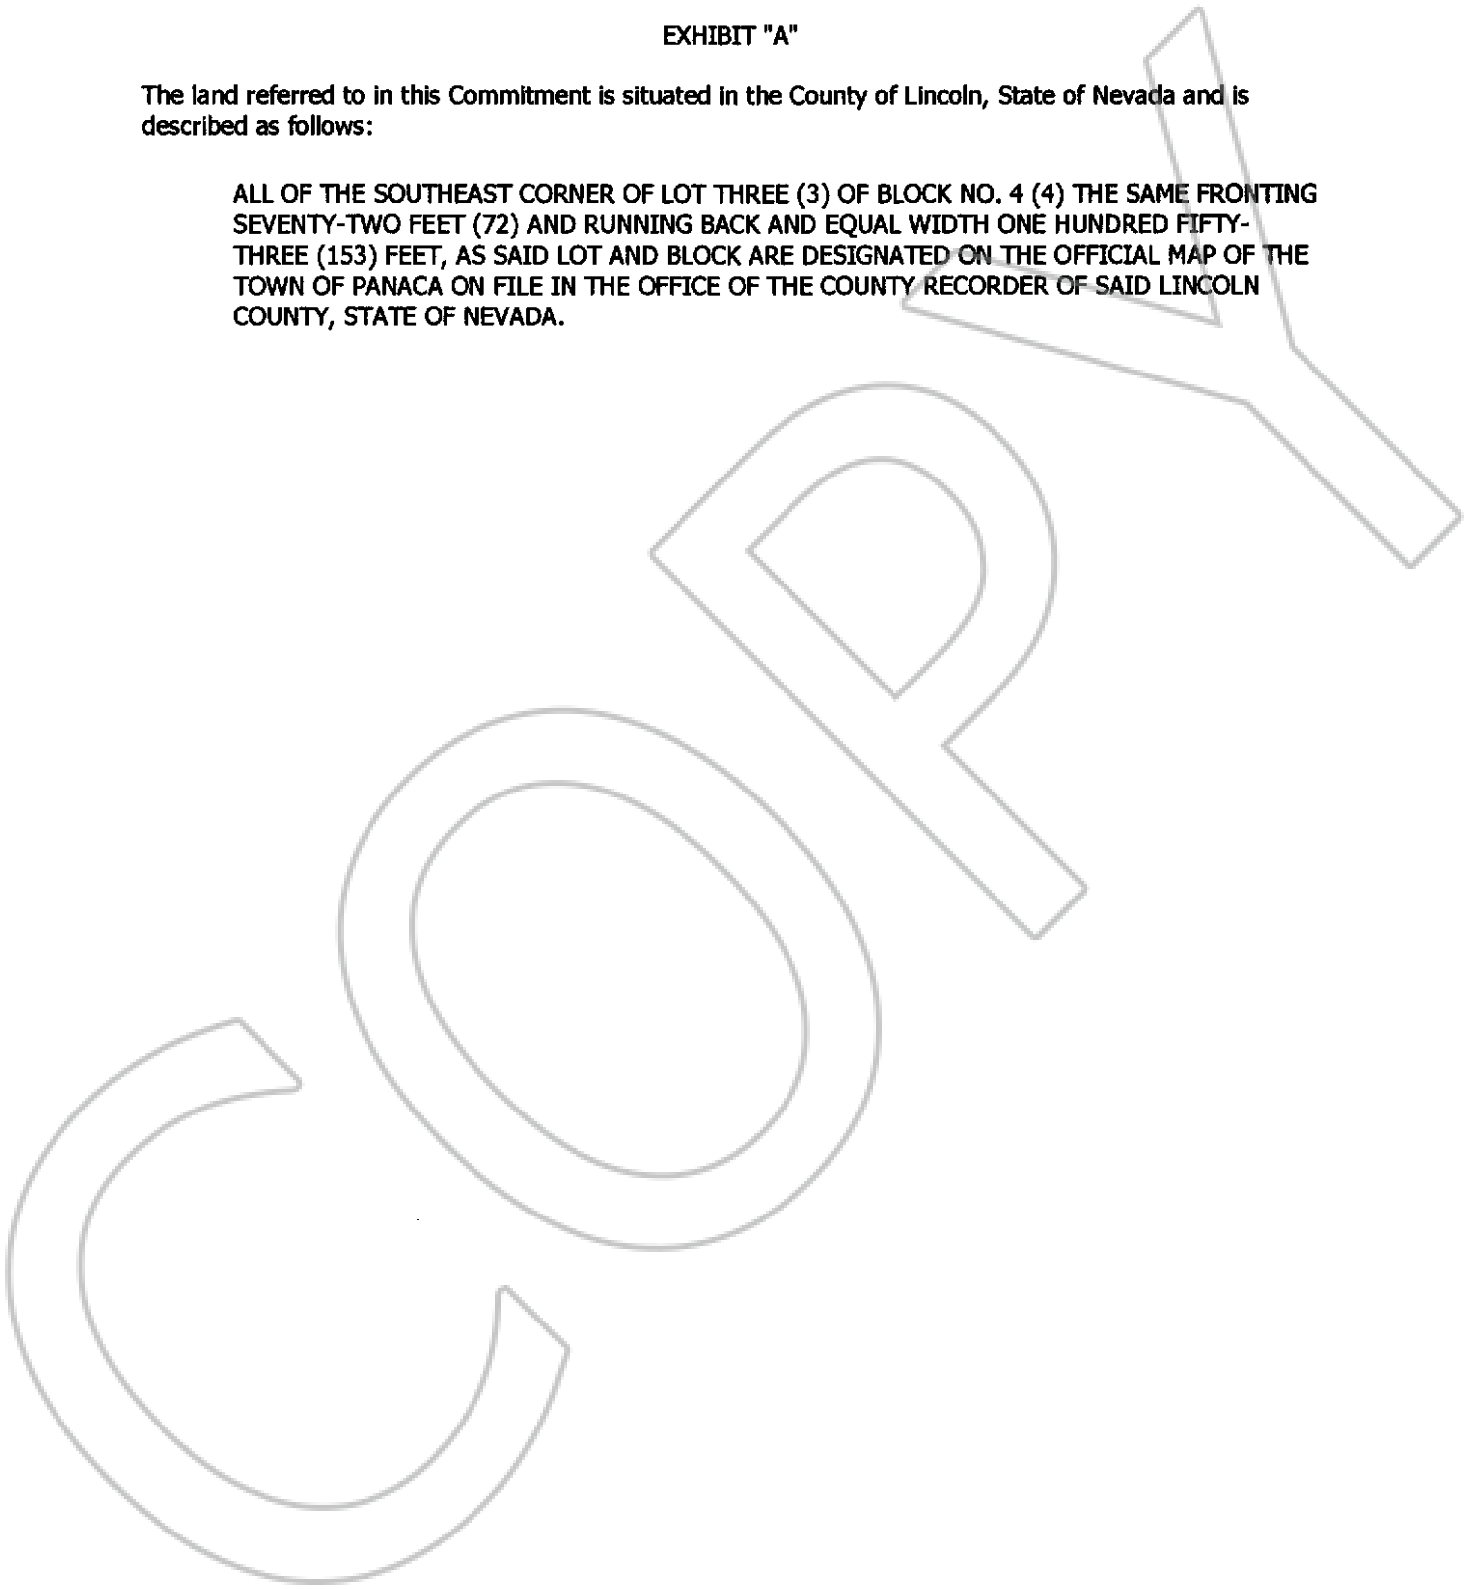 EXHIBIT "A"
The land referred to in this Commitment is situated in the County of Lincoln, State of Nevada and is
described as follows:
ALL OF THE SOUTHEAST CORNER OF LOT THREE (3) OF BLOCK NO. 4 (4) THE SAME FRONTING
SEVENTY-TWO FEET (72) AND RUNNING BACK AND EQUAL WIDTH ONE HUNDRED FIFTY-
THREE (153) FEET, AS SAID LOT AND BLOCK ARE DESIGNATED ON THE OFFICIAL MAP OF THE
TOWN OF PANACA ON FILE IN THE OFFICE OF THE COUNTY RECORDER OF SAID LINCOLN
COUNTY, STATE OF NEVADA.
COPY